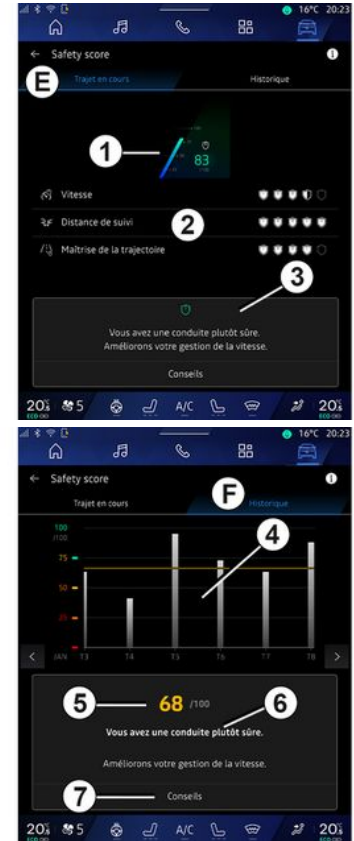 16°C 20:23
Safety score
E
Trajet en cours Historique
1
83
Vitesse
Distance de suivi
2
Maîtrise de la trajectoire
3
Vous avez une conduite plutôt sûre.
Améliorons votre gestion de la vitesse.
Conseils
20 5 A/C 20
ECO
16°C 20:23
Safety score
Trajet en cours F Historique
100
/100
4
75
50
25
JAN T3 T4 T5 T6 T7 T8
5 68 /100 6
Vous avez une conduite plutôt sûre.
Améliorons votre gestion de la vitesse.
7 Conseils
20 5 A/C 20
ECO